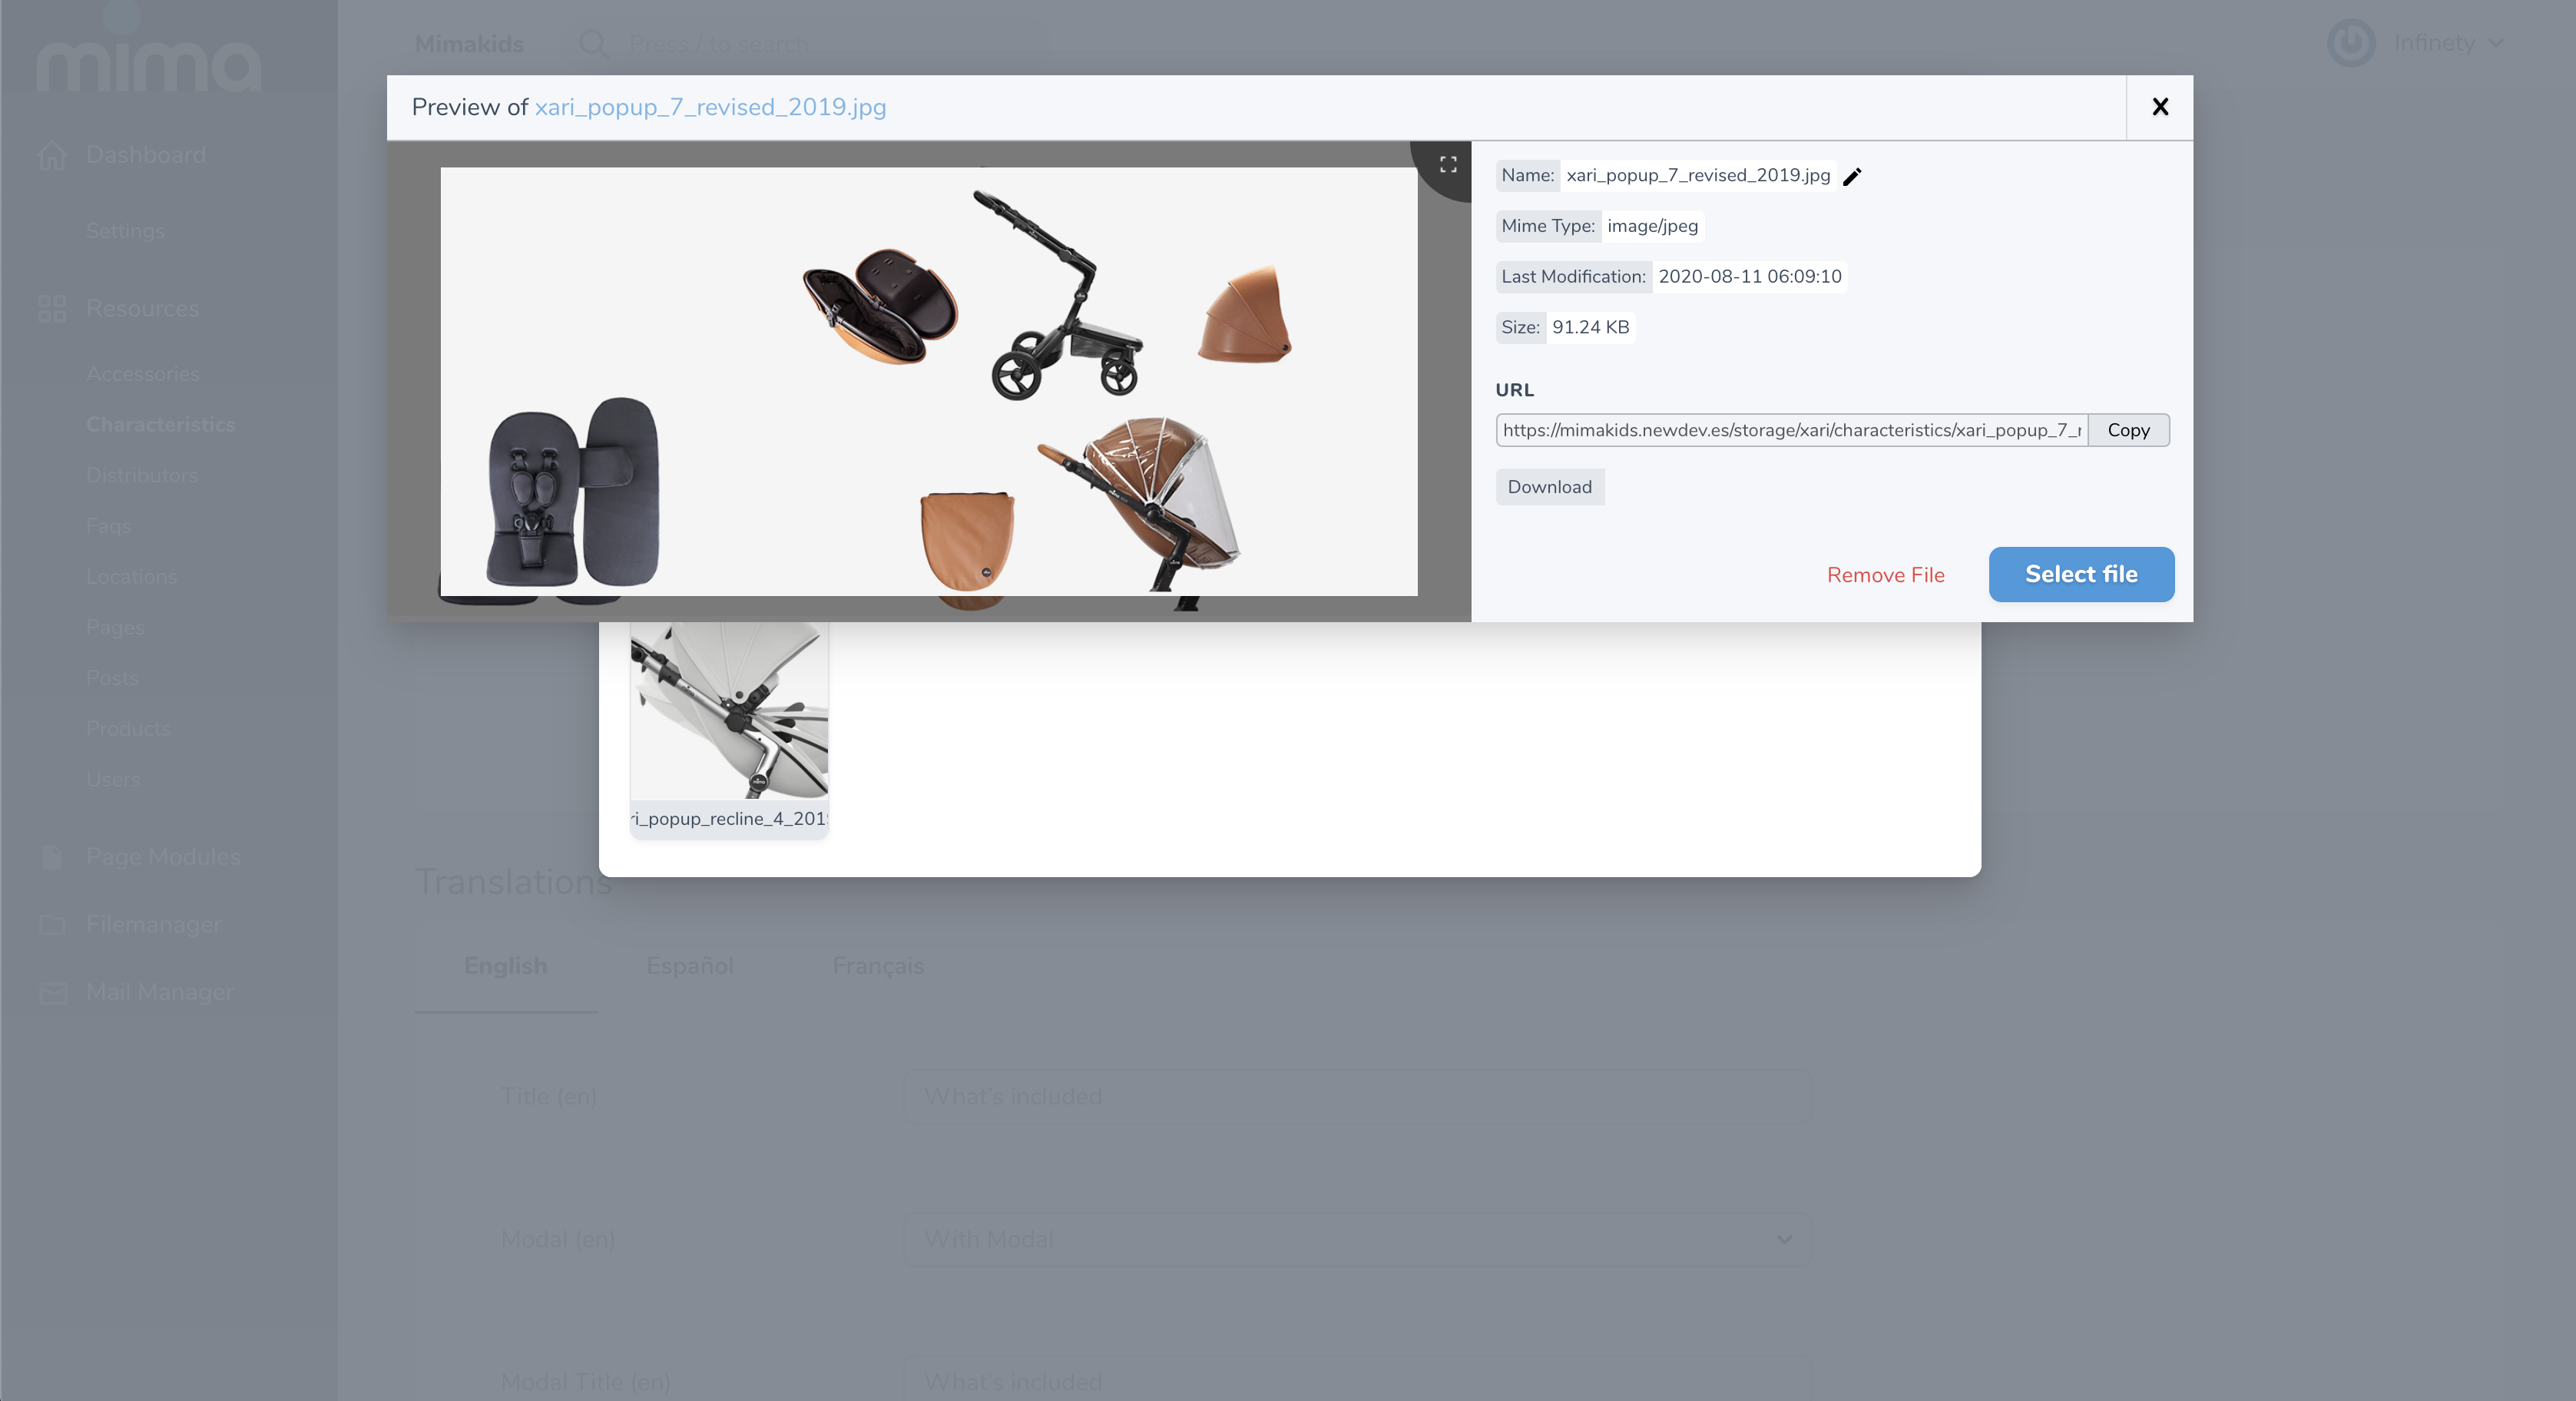 mima
Mimakids
Press / to search
Infinety
Preview of xari_popup_7_revised_2019.jpg
X
Dashboard
Settings
Resources
Accessories
Characteristics
Distributors
Faqs
Locations
Pages
Posts
Products
Users
Page Modules
Filemanager
Mail Manager
Name: xari_popup_7_revised_2019.jpg
Mime Type: image/jpeg
Last Modification: 2020-08-11 06:09:10
Size: 91.24 KB
URL
https://mimakids.newdev.es/storage/xari/characteristics/xari_popup_7_r
Copy
Download
Remove File
Select file
mima
ri_popup_recline_4_201
Translations
English
Español
Français
Title (en)
What's included
Modal (en)
With Modal
Modal Title (en)
What's included